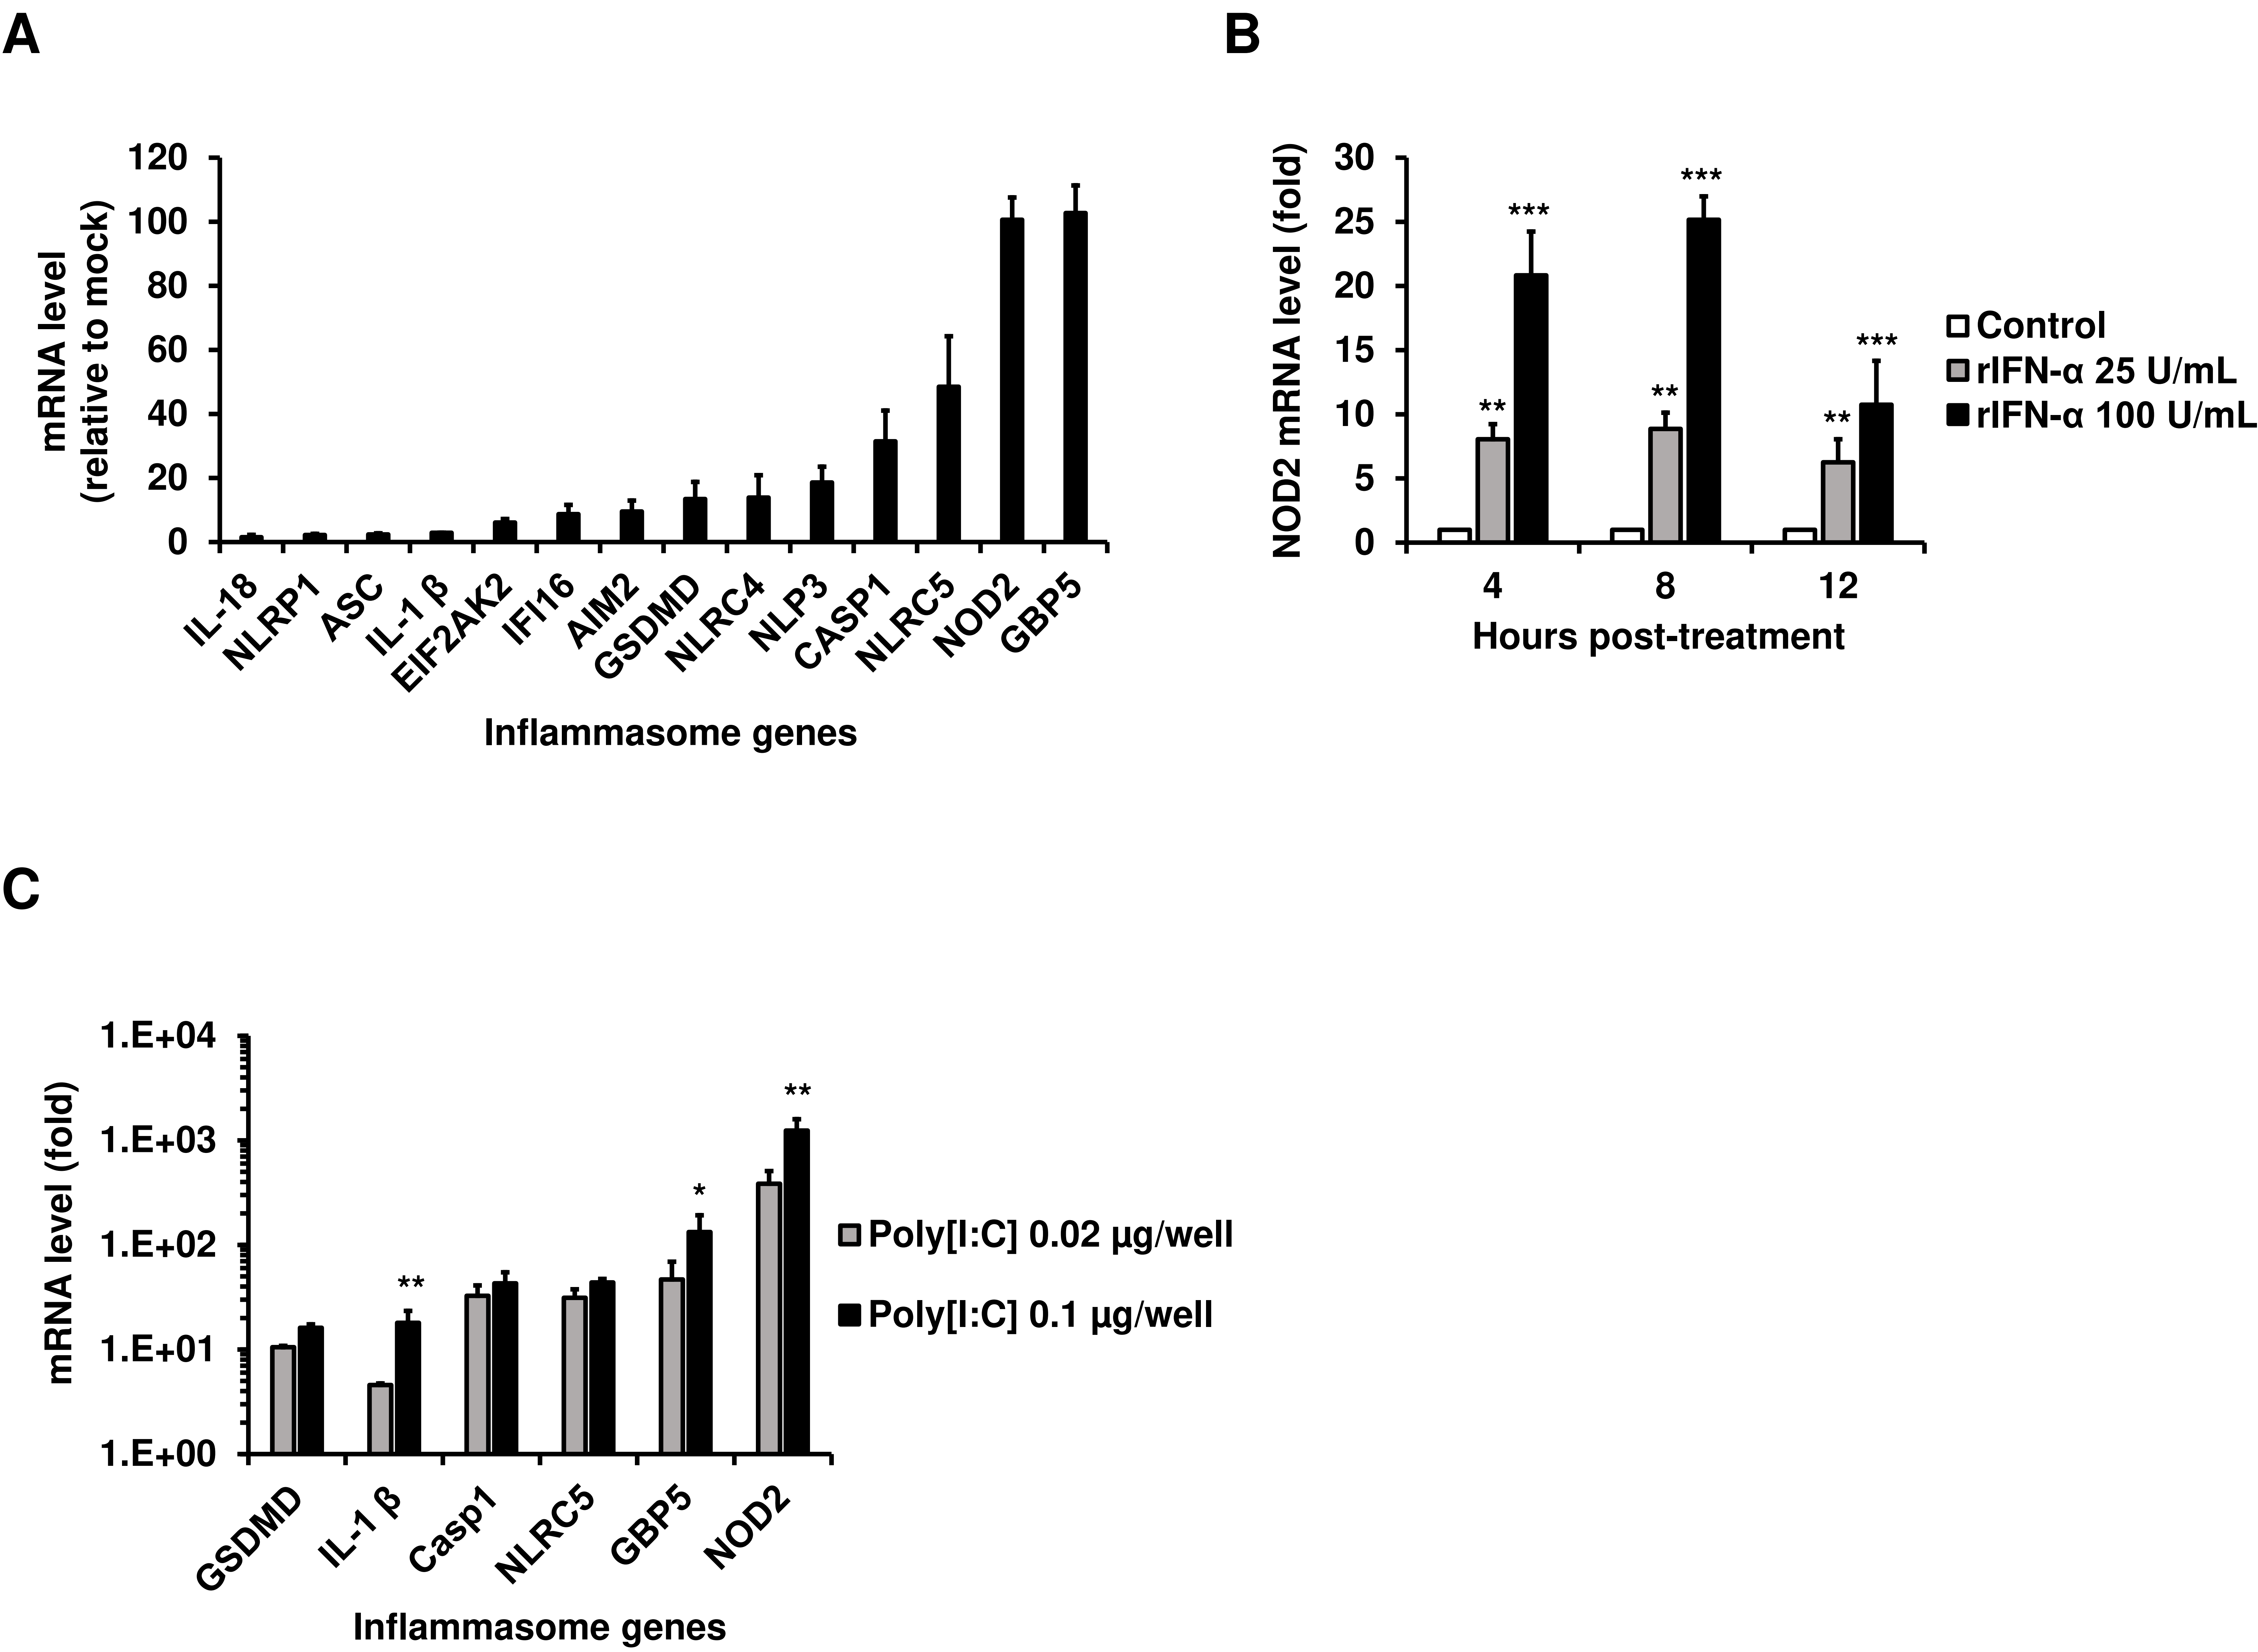 A
B
120
100
80
60
40
20
0
mRNA level
(relative to mock)
IL-18
NLRP1
ASC
IL-1 β
EIF2AK2
IFI16
AIM2
GSDMD
NLRC4
NLP3
CASP1
NLRC5
NOD2
GBP5
Inflammasome genes
30
25
20
15
10
5
0
NOD2 mRNA level (fold)
**
***
**
***
**
***
4
8
12
Hours post-treatment
Control
rIFN-α 25 U/mL
rIFN-α 100 U/mL
C
1.E+04
1.E+03
1.E+02
1.E+01
1.E+00
mRNA level (fold)
**
*
**
GSDMD
IL-1 β
Casp1
NLRC5
GBP5
NOD2
Inflammasome genes
Poly[I:C] 0.02 μg/well
Poly[I:C] 0.1 μg/well